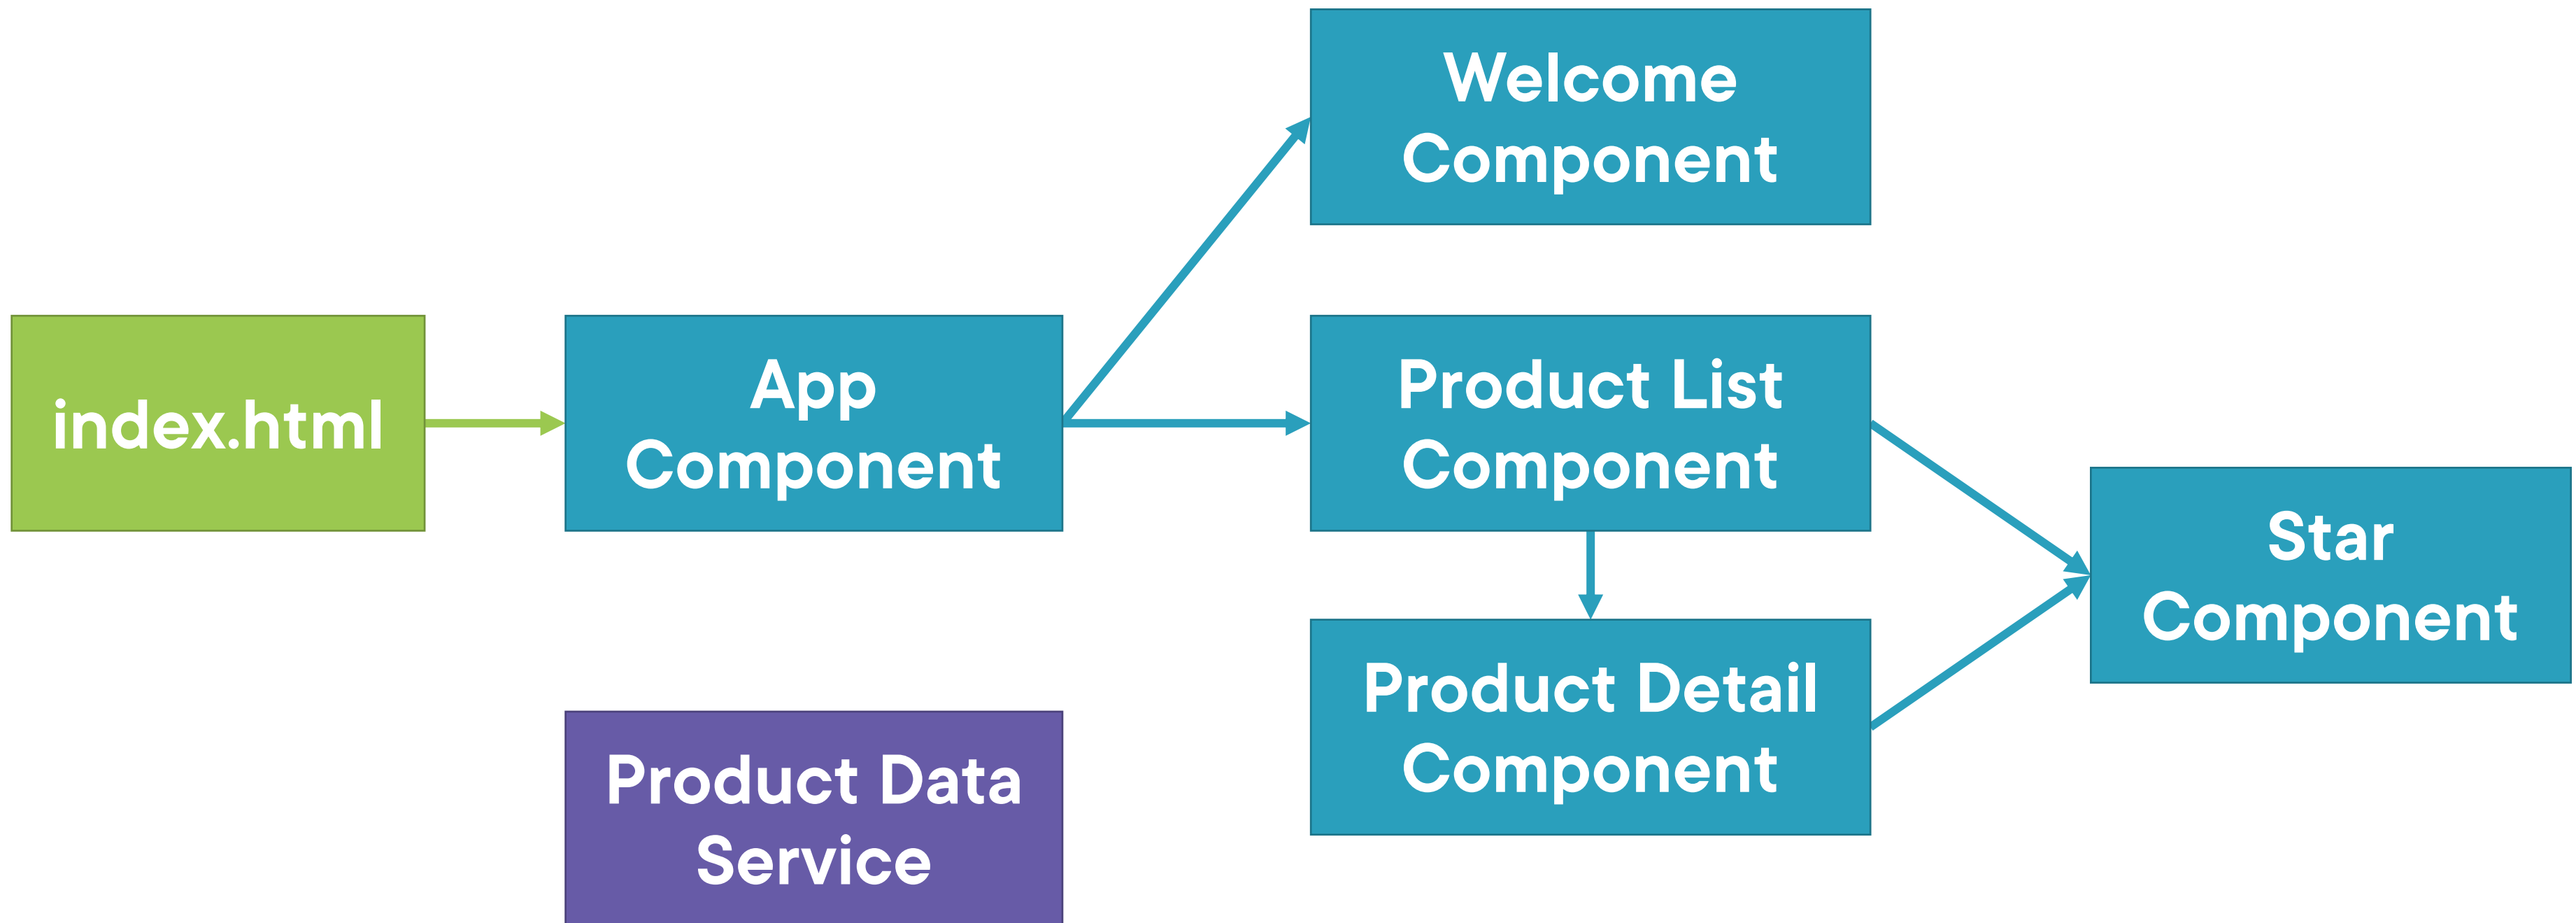 Welcome
Component
index.html
App
Component
Product List
Component
Star
Component
Product Detail
Component
Product Data
Service